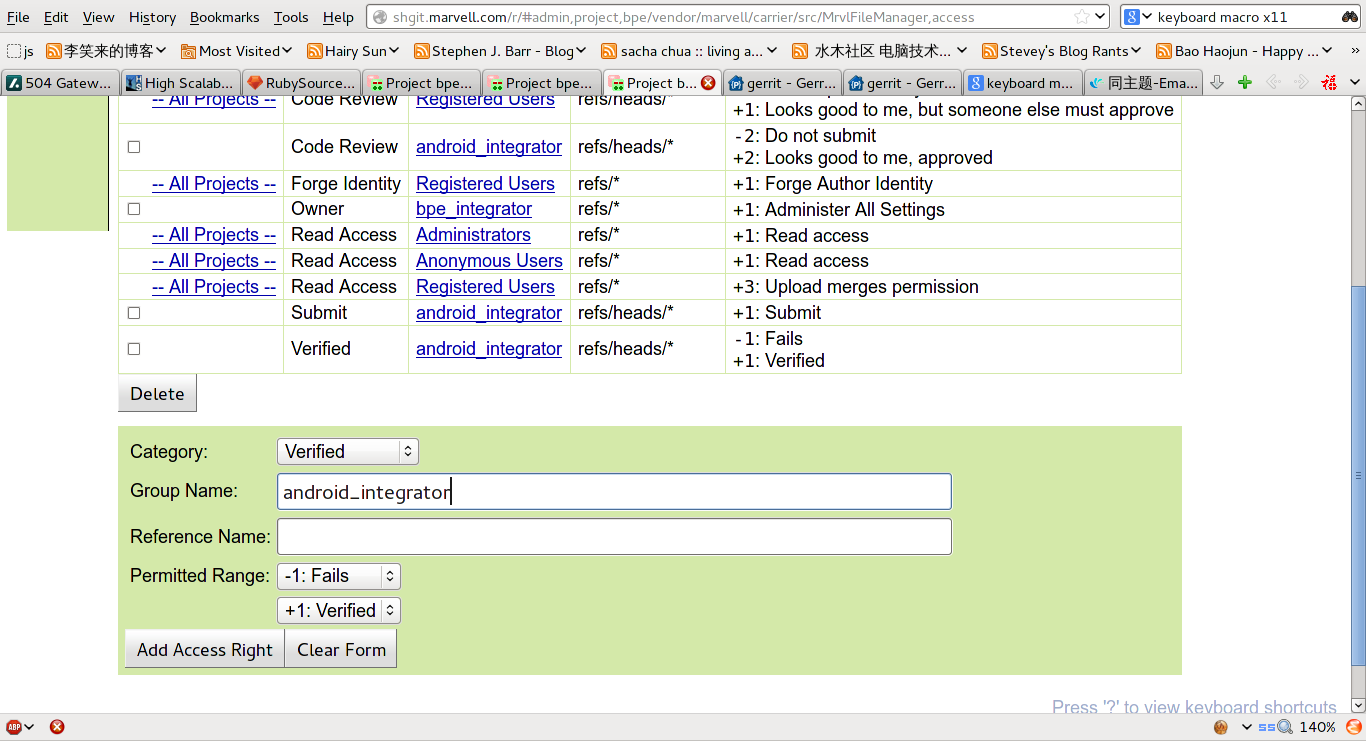 File Edit View History Bookmarks Tools Help shgit.marvell.com/r/#admin,project,bpe/vendor/marvell/carrier/src/MrvlFileManager,access keyboard macro x11
js 李笑来的博客 Most Visited Hairy Sun Stephen J. Barr - Blog sacha chua :: living a... 水木社区 电脑技术... Stevey's Blog Rants Bao Haojun - Happy ... »
504 Gatew... High Scalab... RubySource... Project bpe... Project bpe... Project b... gerrit - Gerr... gerrit - Gerr... keyboard m... 同主题-Ema...
-- All Projects -- Code Review Registered Users refs/heads/*
+1: Looks good to me, but someone else must approve
Code Review android_integrator refs/heads/* -2: Do not submit
+2: Looks good to me, approved
-- All Projects -- Forge Identity Registered Users refs/* +1: Forge Author Identity
Owner bpe_integrator refs/* +1: Administer All Settings
-- All Projects -- Read Access Administrators refs/* +1: Read access
-- All Projects -- Read Access Anonymous Users refs/* +1: Read access
-- All Projects -- Read Access Registered Users refs/* +3: Upload merges permission
Submit android_integrator refs/heads/* +1: Submit
Verified android_integrator refs/heads/* -1: Fails
+1: Verified
Delete
Category: Verified
Group Name: android_integrator
Reference Name:
Permitted Range: -1: Fails
+1: Verified
Add Access Right Clear Form
Press '?' to view keyboard shortcuts
ABP 140%